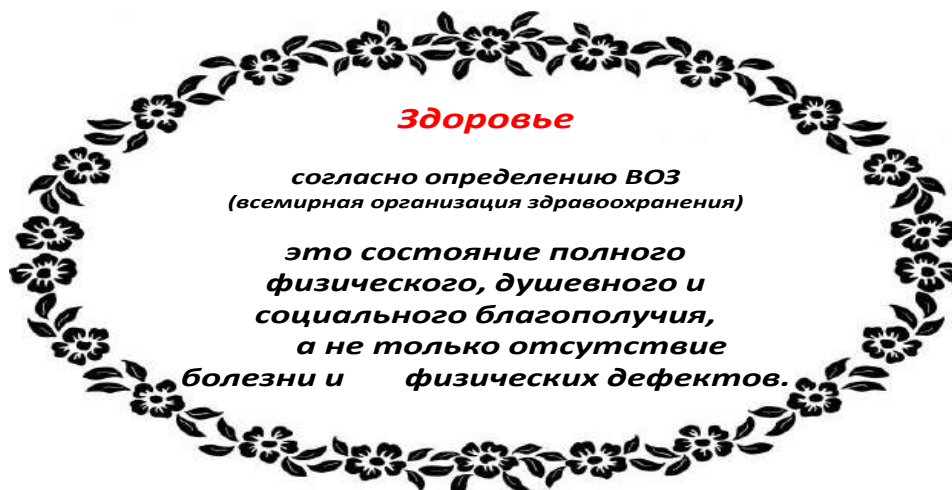 Здоровье
согласно определению ВОЗ
(всемирная организация здравоохранения)
это состояние полного
физического, душевного и
социального благополучия,
а не только отсутствие
болезни и физических дефектов.